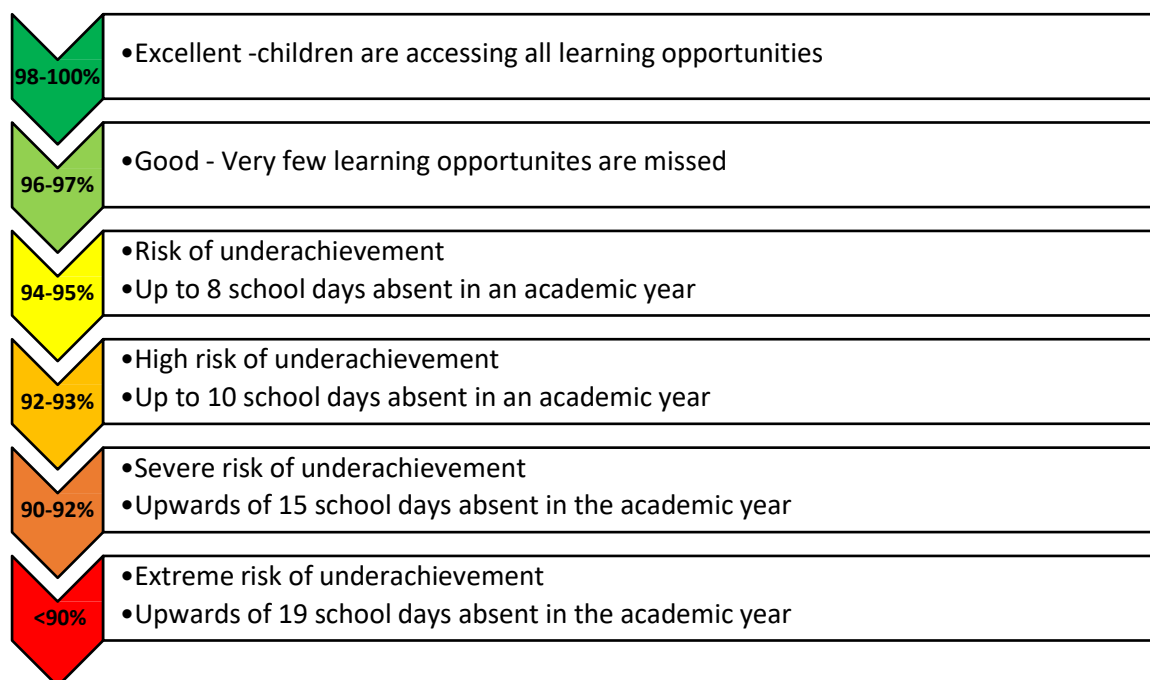 98-100%
•Excellent -children are accessing all learning opportunities
96-97%
•Good - Very few learning opportunites are missed
94-95%
•Risk of underachievement
•Up to 8 school days absent in an academic year
92-93%
•High risk of underachievement
•Up to 10 school days absent in an academic year
90-92%
•Severe risk of underachievement
•Upwards of 15 school days absent in the academic year
<90%
•Extreme risk of underachievement
•Upwards of 19 school days absent in the academic year